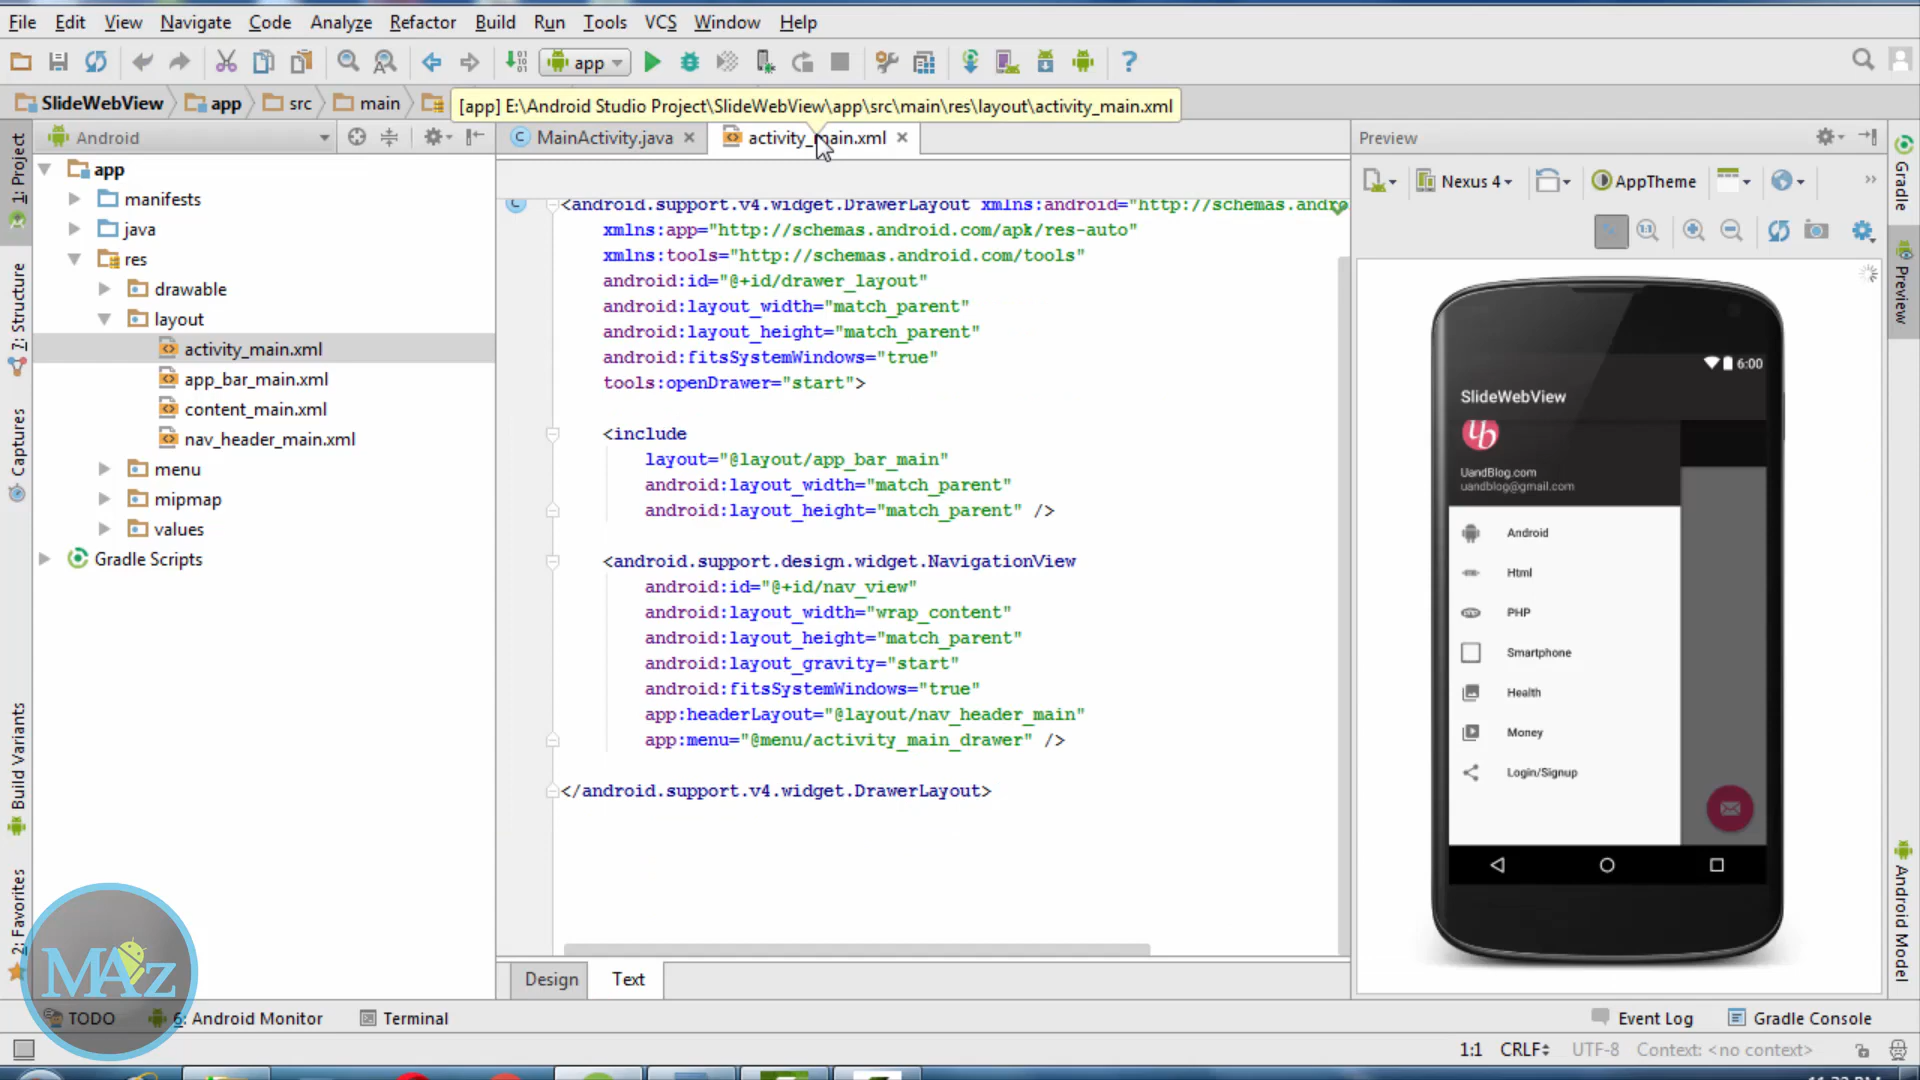 File Edit View Navigate Code Analyze Refactor Build Run Tools VCS Window Help
app
SlideWebView app src main
[app] E:\Android Studio Project\SlideWebView\app\src\main\res\layout\activity_main.xml
1: Project
7: Structure
Captures
Build Variants
2: Favorites
Android
app
manifests
java
res
drawable
layout
activity_main.xml
app_bar_main.xml
content_main.xml
nav_header_main.xml
menu
mipmap
values
Gradle Scripts
MainActivity.java activity_main.xml
<android.support.v4.widget.DrawerLayout xmlns:android="http://schemas.andro
xmlns:app="http://schemas.android.com/apk/res-auto"
xmlns:tools="http://schemas.android.com/tools"
android:id="@+id/drawer_layout"
android:layout_width="match_parent"
android:layout_height="match_parent"
android:fitsSystemWindows="true"
tools:openDrawer="start">
<include
layout="@layout/app_bar_main"
android:layout_width="match_parent"
android:layout_height="match_parent" />
<android.support.design.widget.NavigationView
android:id="@+id/nav_view"
android:layout_width="wrap_content"
android:layout_height="match_parent"
android:layout_gravity="start"
android:fitsSystemWindows="true"
app:headerLayout="@layout/nav_header_main"
app:menu="@menu/activity_main_drawer" />
</android.support.v4.widget.DrawerLayout>
Design Text
Preview
Nexus 4 AppTheme
6:00
SlideWebView
ub
UandBlog.com
uandblog@gmail.com
Android
Html
PHP
Smartphone
Health
Money
Login/Signup
Gradle
Preview
Android Model
MAz
TODO 6: Android Monitor Terminal Event Log Gradle Console
1:1 CRLF UTF-8 Context: <no context>